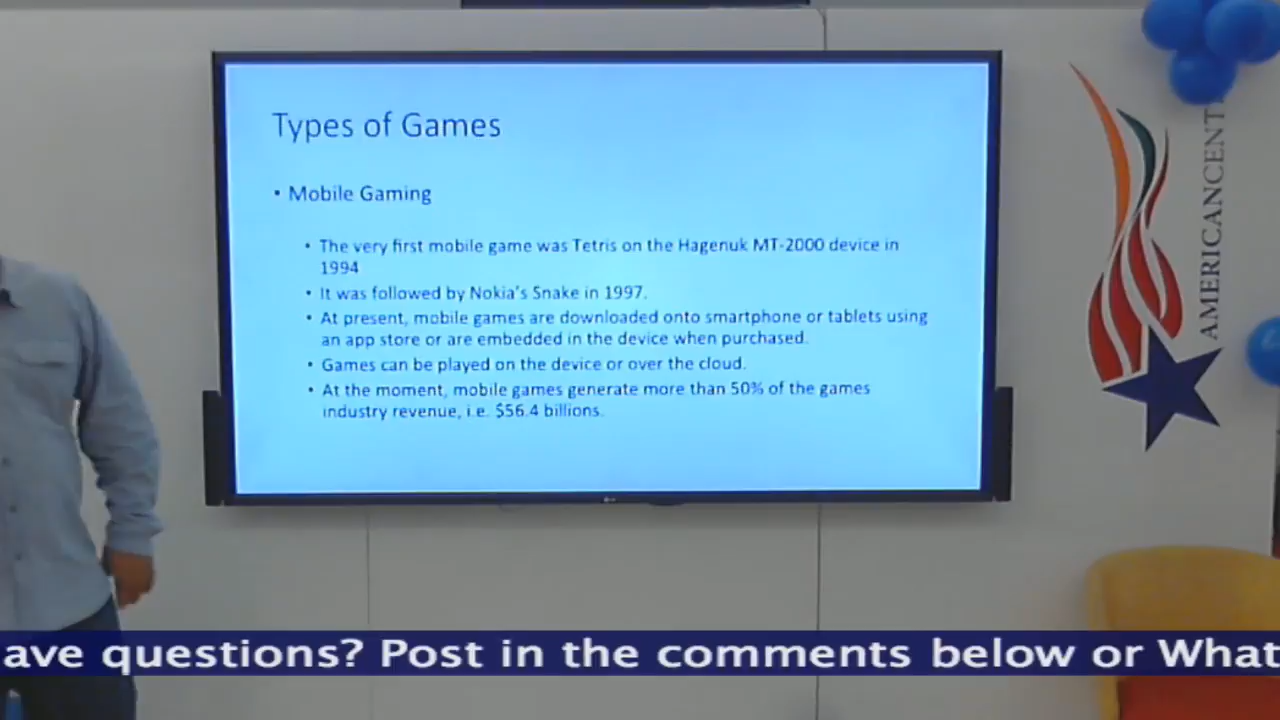 Types of Games
• Mobile Gaming
• The very first mobile game was Tetris on the Hagenuk MT-2000 device in
1994
• It was followed by Nokia's Snake in 1997.
• At present, mobile games are downloaded onto smartphone or tablets using
an app store or are embedded in the device when purchased.
• Games can be played on the device or over the cloud.
• At the moment, mobile games generate more than 50% of the games
industry revenue, i.e. $56.4 billions.
AMERICANCENT
LG
ave questions? Post in the comments below or What